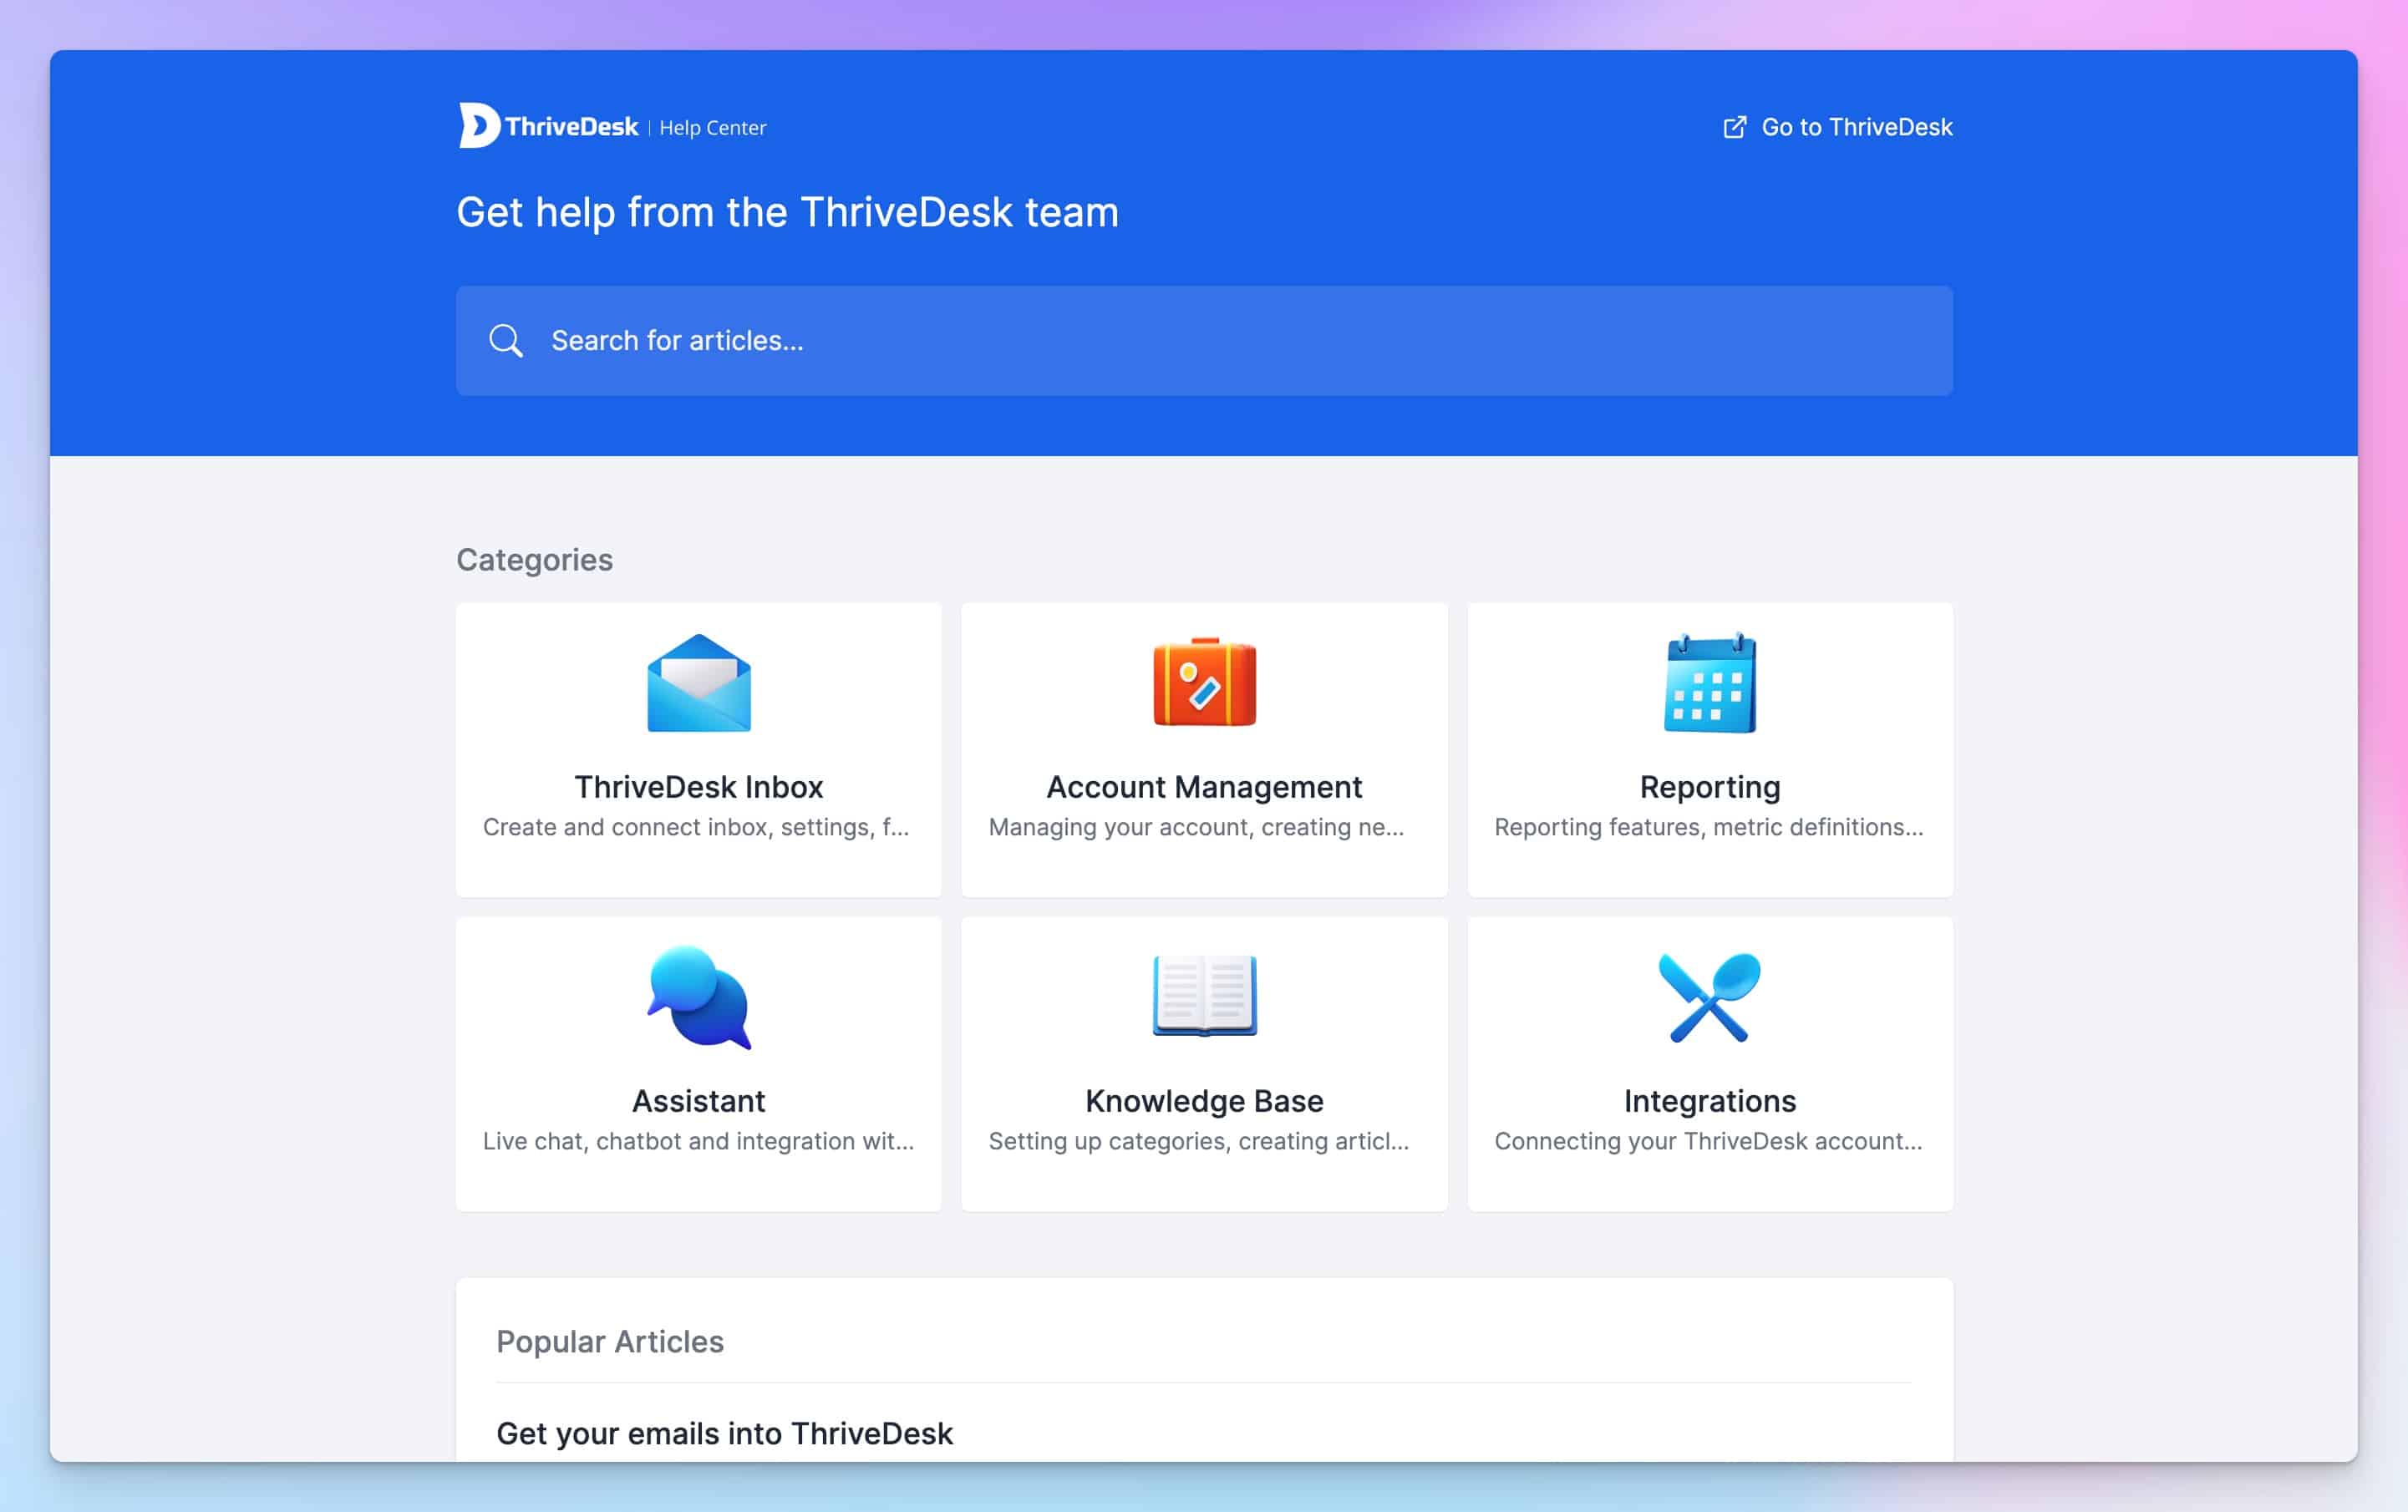 ThriveDesk | Help Center
Go to ThriveDesk
Get help from the ThriveDesk team
Search for articles...
Categories
ThriveDesk Inbox
Create and connect inbox, settings, f...
Account Management
Managing your account, creating ne...
Reporting
Reporting features, metric definitions...
Assistant
Live chat, chatbot and integration wit...
Knowledge Base
Setting up categories, creating articl...
Integrations
Connecting your ThriveDesk account...
Popular Articles
Get your emails into ThriveDesk